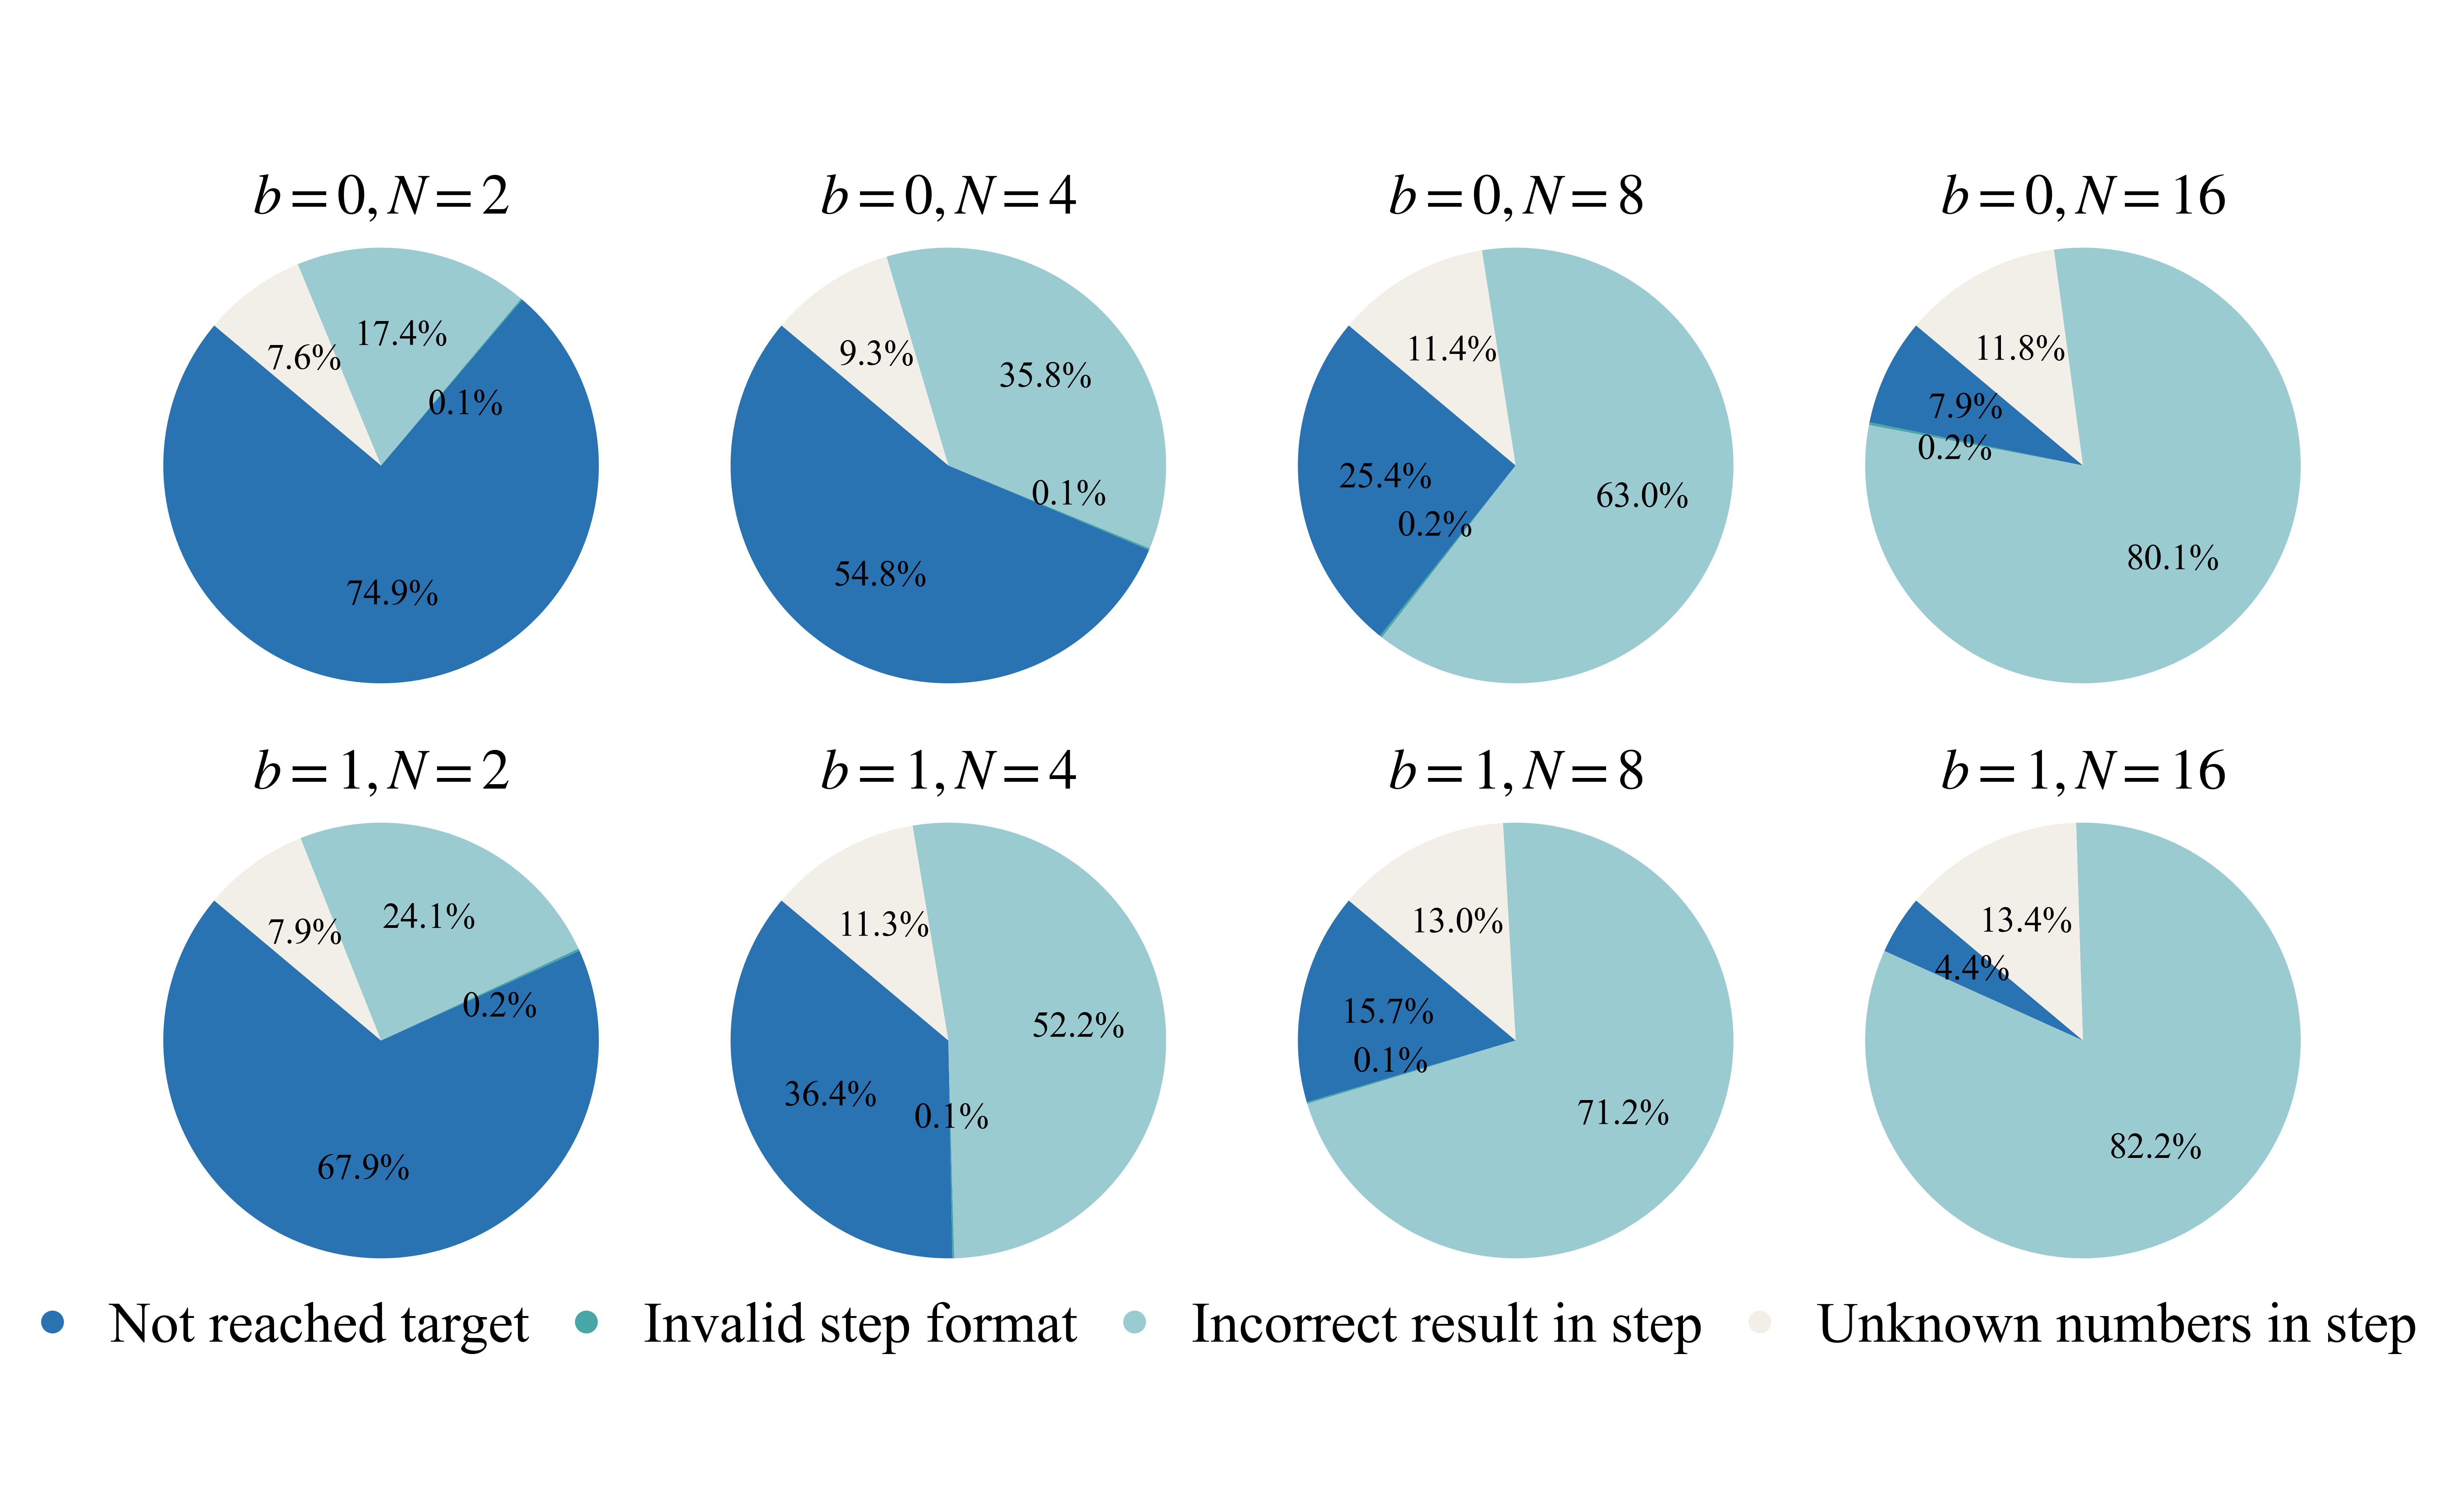 b=0, N=2
7.6%
17.4%
0.1%
74.9%
b=0, N=4
9.3%
35.8%
0.1%
54.8%
b=0, N=8
11.4%
25.4%
0.2%
63.0%
b=0, N=16
11.8%
7.9%
0.2%
80.1%
b=1, N=2
7.9%
24.1%
0.2%
67.9%
b=1, N=4
11.3%
52.2%
36.4%
0.1%
b=1, N=8
13.0%
15.7%
0.1%
71.2%
b=1, N=16
13.4%
4.4%
82.2%
Not reached target
Invalid step format
Incorrect result in step
Unknown numbers in step